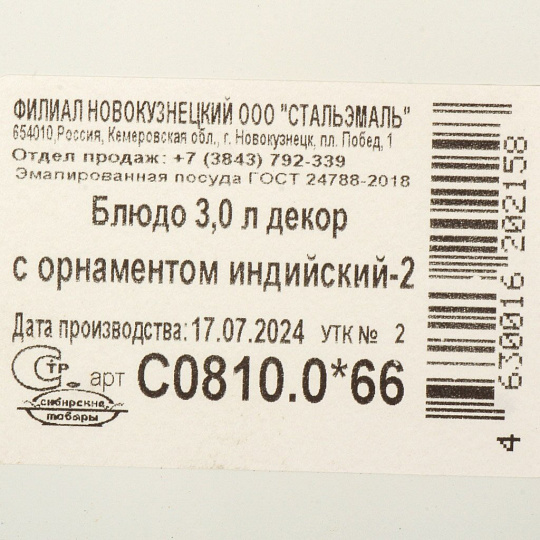 ФИЛИАЛ НОВОКУЗНЕЦКИЙ ООО "СТАЛЬЭМАЛЬ"
654010,Россия, Кемеровская обл., г. Новокузнецк, пл. Побед, 1
Отдел продаж: +7 (3843) 792-339
Эмалированная посуда ГОСТ 24788-2018
Блюдо 3,0 л декор
с орнаментом индийский-2
Дата производства: 17.07.2024 УТК № 2
СТР
арт С0810.0*66
сибирские
товары
4 630016 202158